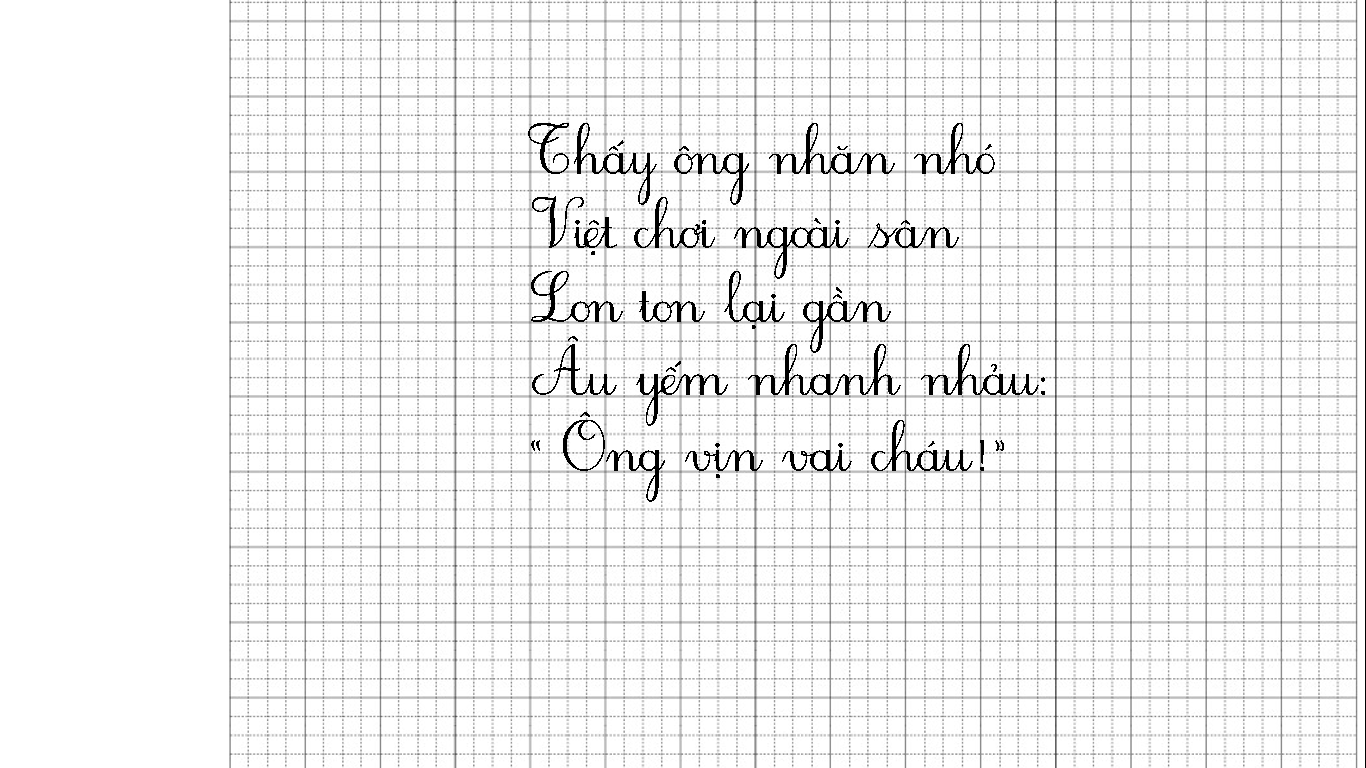 Thấy ông nhăn nhó
Việt chơi ngoài sân
Lon ton lại gần
Âu yếm nhanh nhảu:
“ Ông vịn vai cháu!”